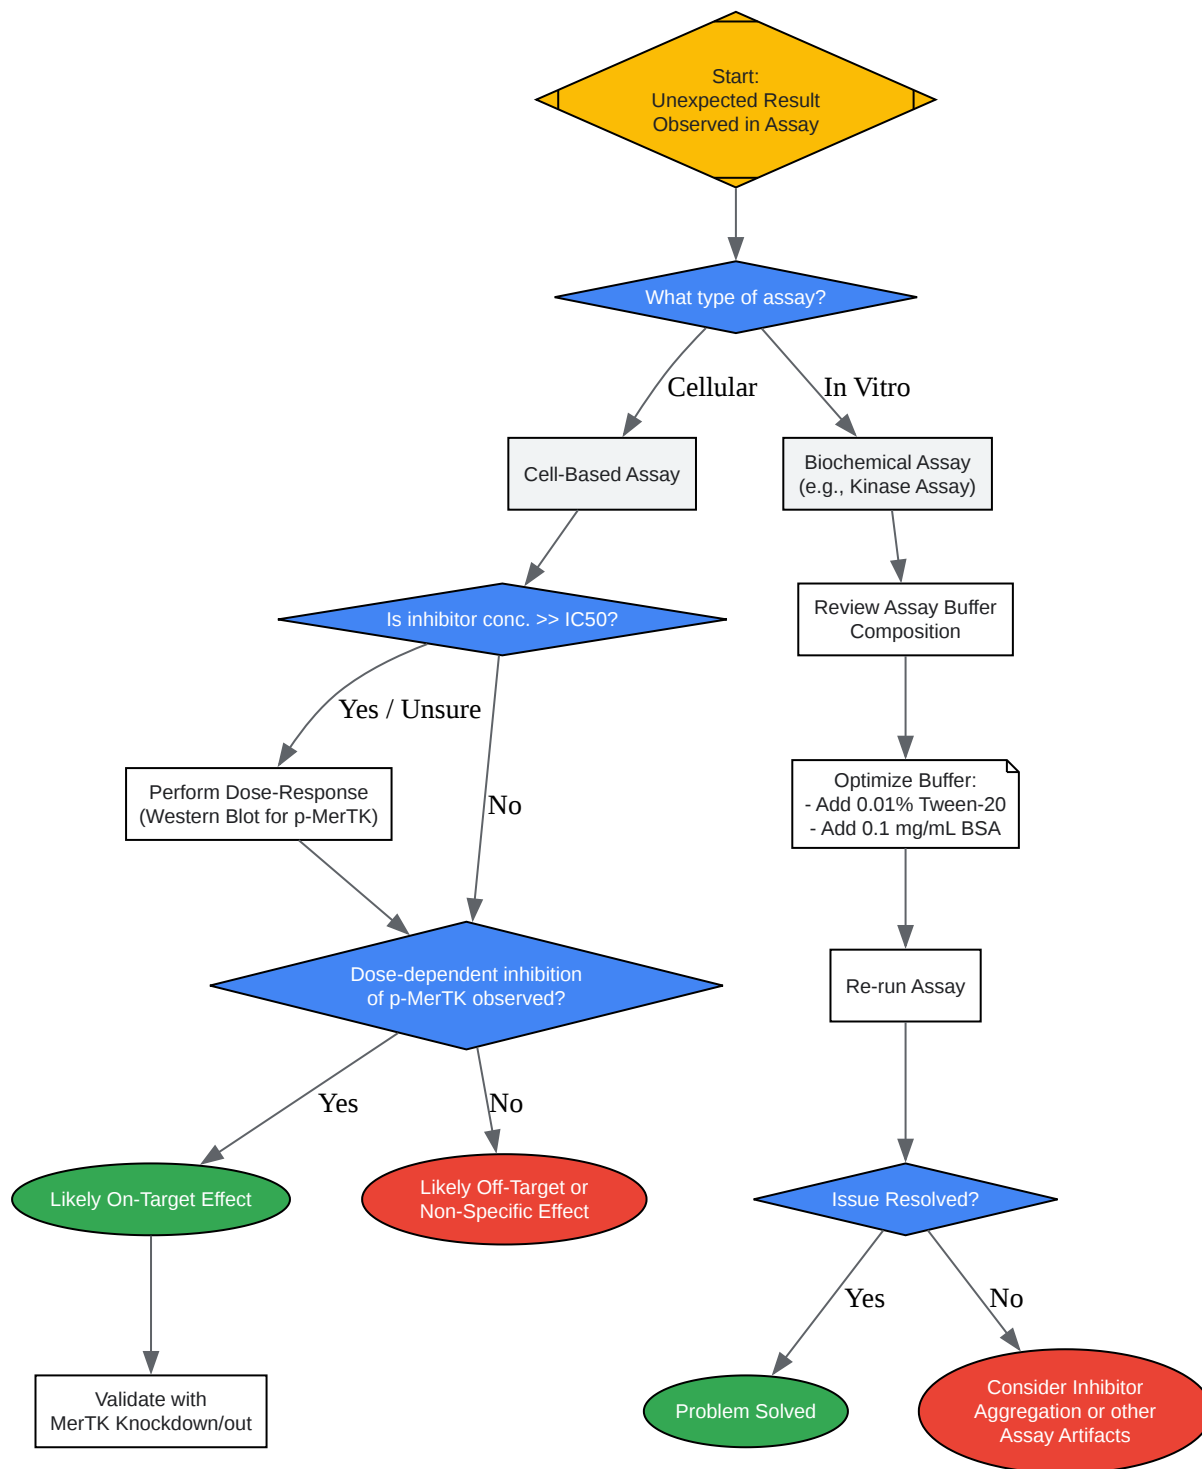 Start:
Unexpected Result
Observed in Assay
What type of assay?
Cellular
In Vitro
Cell-Based Assay
Biochemical Assay
(e.g., Kinase Assay)
Is inhibitor conc. >> IC50?
Review Assay Buffer
Composition
Yes / Unsure
No
Perform Dose-Response
(Western Blot for p-MerTK)
Optimize Buffer:
- Add 0.01% Tween-20
- Add 0.1 mg/mL BSA
Dose-dependent inhibition
of p-MerTK observed?
Re-run Assay
Yes
No
Likely On-Target Effect
Likely Off-Target or
Non-Specific Effect
Issue Resolved?
Yes
No
Validate with
MerTK Knockdown/out
Problem Solved
Consider Inhibitor
Aggregation or other
Assay Artifacts